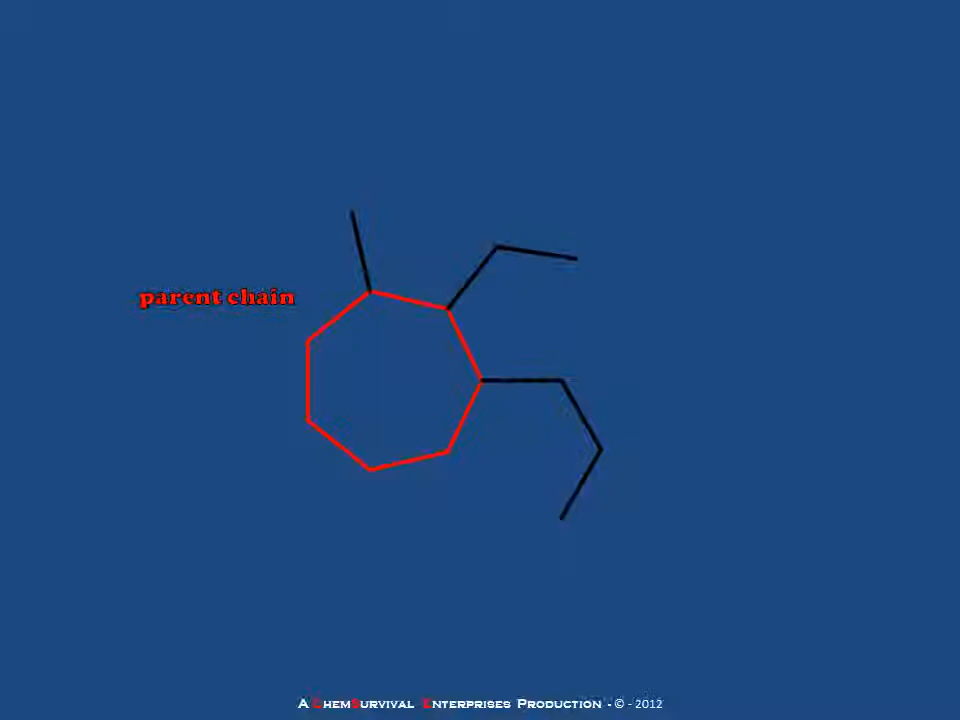 parent chain
A ChemSurvival Enterprises Production - © - 2012